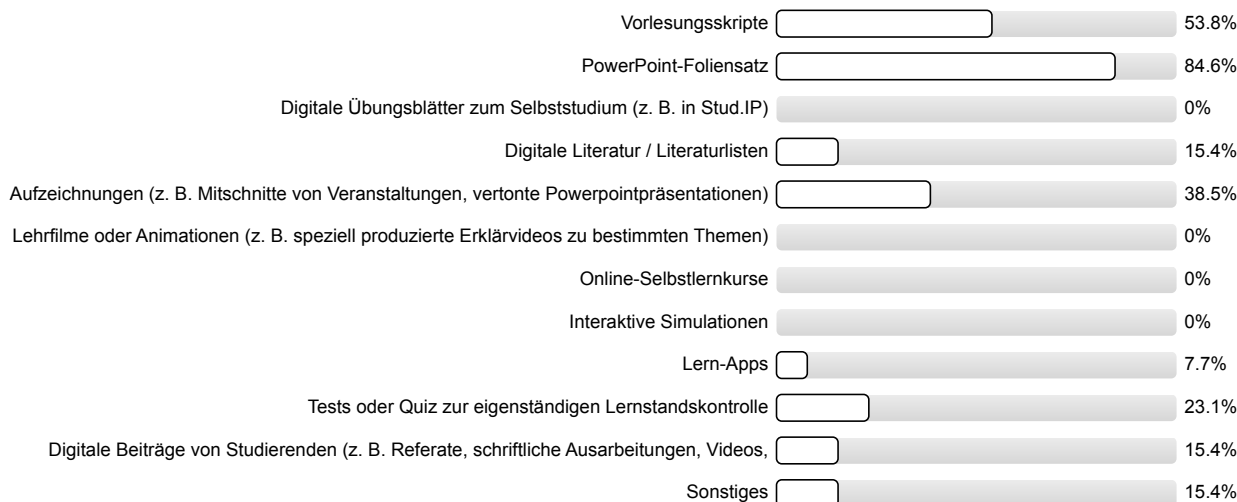 Vorlesungsskripte 53.8%
PowerPoint-Foliensatz 84.6%
Digitale Übungsblätter zum Selbststudium (z. B. in Stud.IP) 0%
Digitale Literatur / Literaturlisten 15.4%
Aufzeichnungen (z. B. Mitschnitte von Veranstaltungen, vertonte Powerpointpräsentationen) 38.5%
Lehrfilme oder Animationen (z. B. speziell produzierte Erklärvideos zu bestimmten Themen) 0%
Online-Selbstlernkurse 0%
Interaktive Simulationen 0%
Lern-Apps 7.7%
Tests oder Quiz zur eigenständigen Lernstandskontrolle 23.1%
Digitale Beiträge von Studierenden (z. B. Referate, schriftliche Ausarbeitungen, Videos, 15.4%
Sonstiges 15.4%